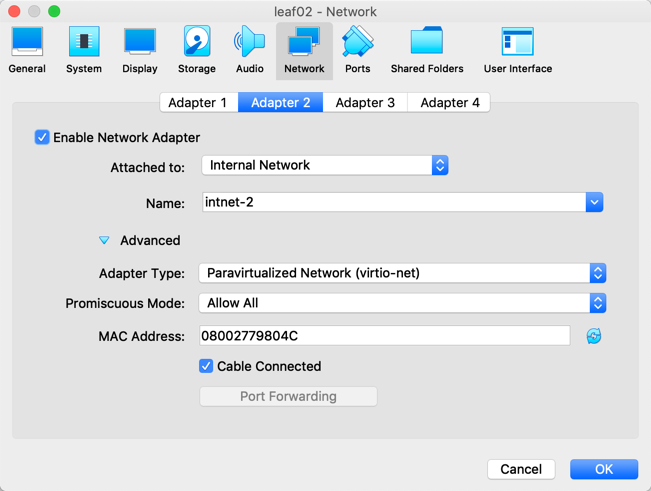 leaf02 - Network
General System Display Storage Audio Network Ports Shared Folders User Interface
Adapter 1 Adapter 2 Adapter 3 Adapter 4
Enable Network Adapter
Attached to: Internal Network
Name: intnet-2
Advanced
Adapter Type: Paravirtualized Network (virtio-net)
Promiscuous Mode: Allow All
MAC Address: 08002779804C
Cable Connected
Port Forwarding
Cancel OK